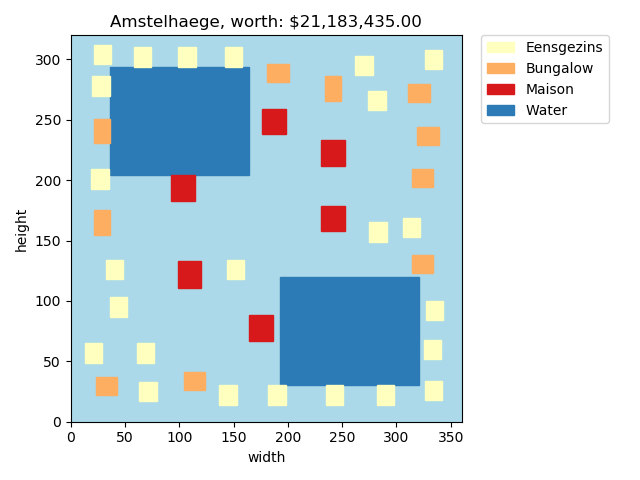 Amstelhaege, worth: $21,183,435.00
Eensgezins
Bungalow
Maison
Water
height
300
250
200
150
100
50
0
0 50 100 150 200 250 300 350
width